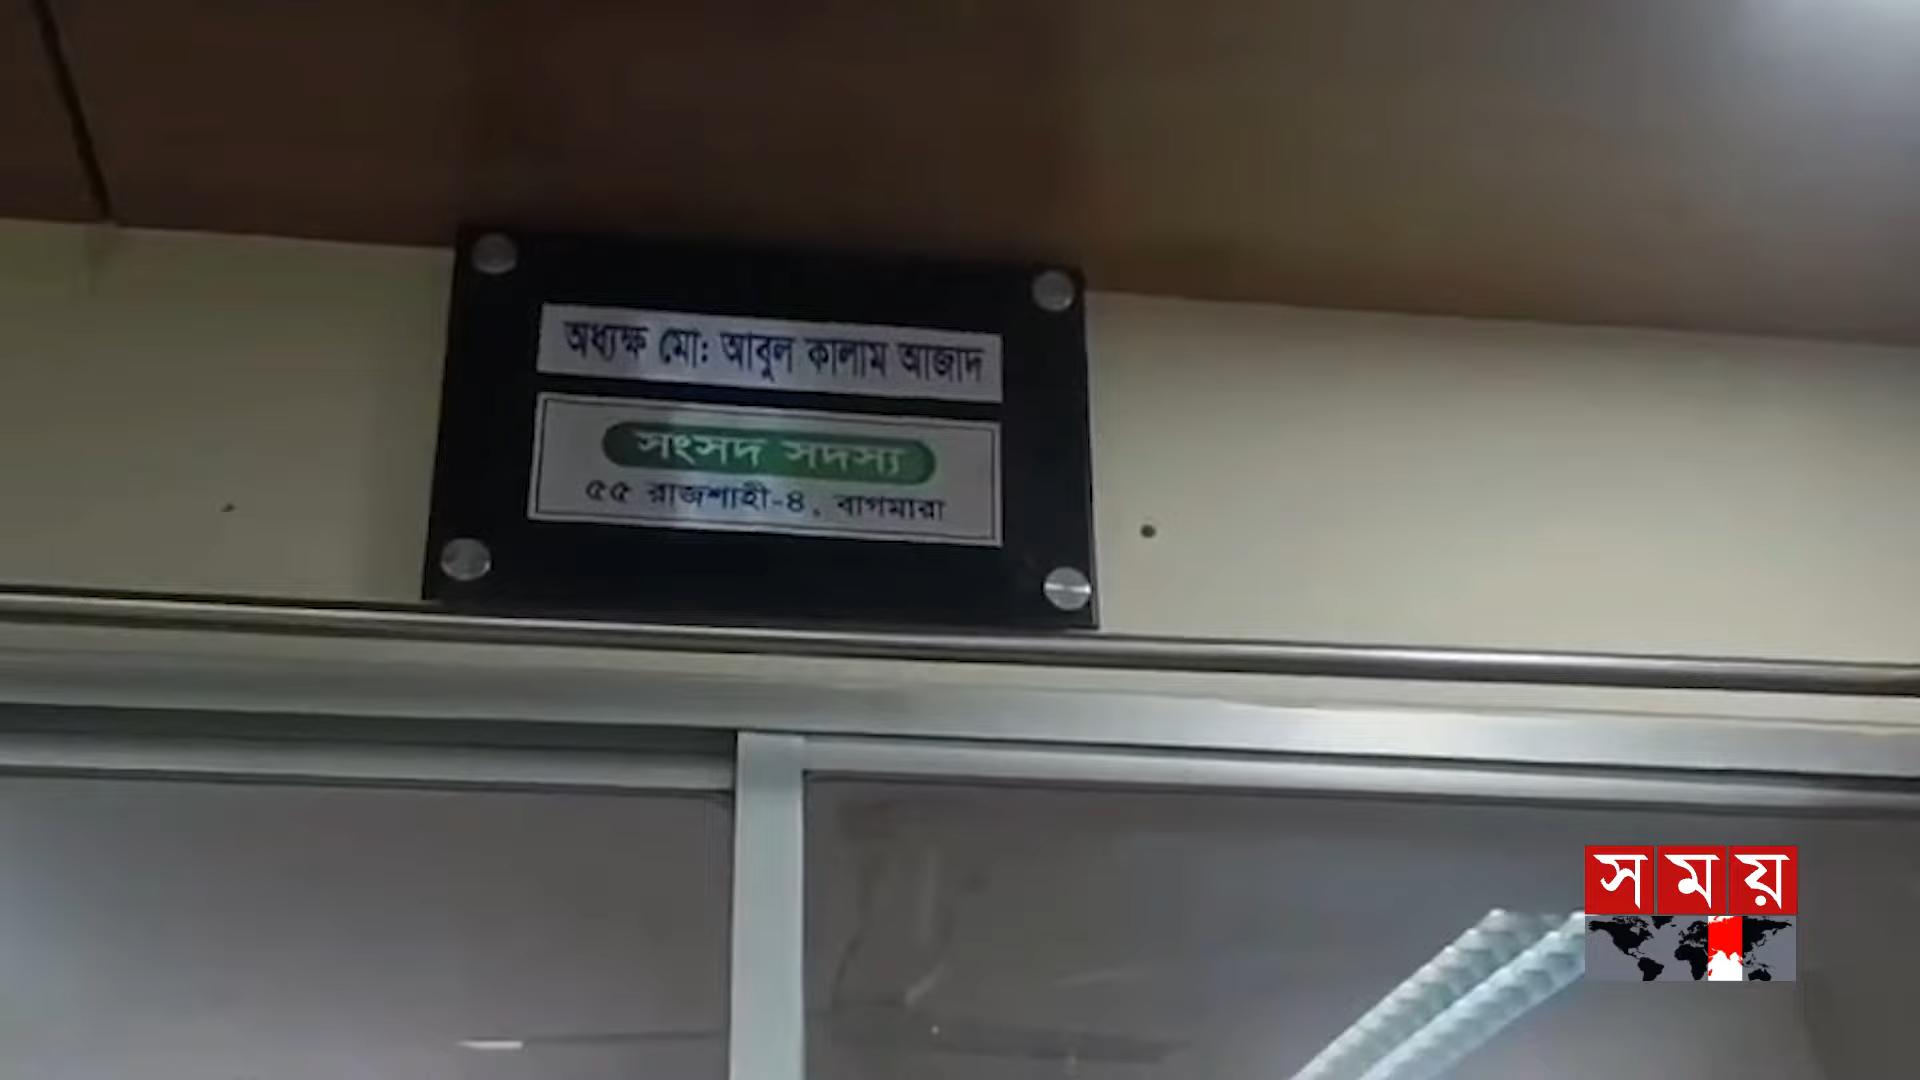 অধ্যক্ষ মো: আবুল কালাম আজাদ
সংসদ সদস্য
৫৫ রাজশাহী-৪, বাগমারা
সময়